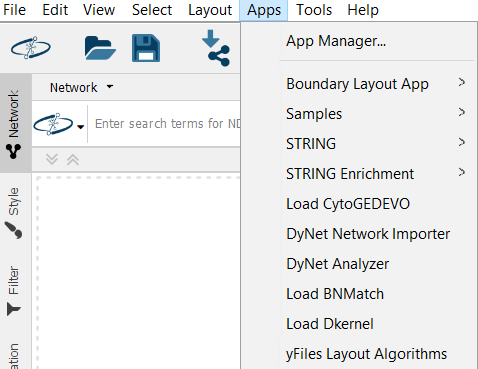 File Edit View Select Layout Apps Tools Help
App Manager...
Network
Boundary Layout App
Network
Enter search terms for ND
Samples
STRING
STRING Enrichment
Style
Load CytoGEDEVO
DyNet Network Importer
DyNet Analyzer
Filter
Load BNMatch
Load Dkernel
yFiles Layout Algorithms
ation